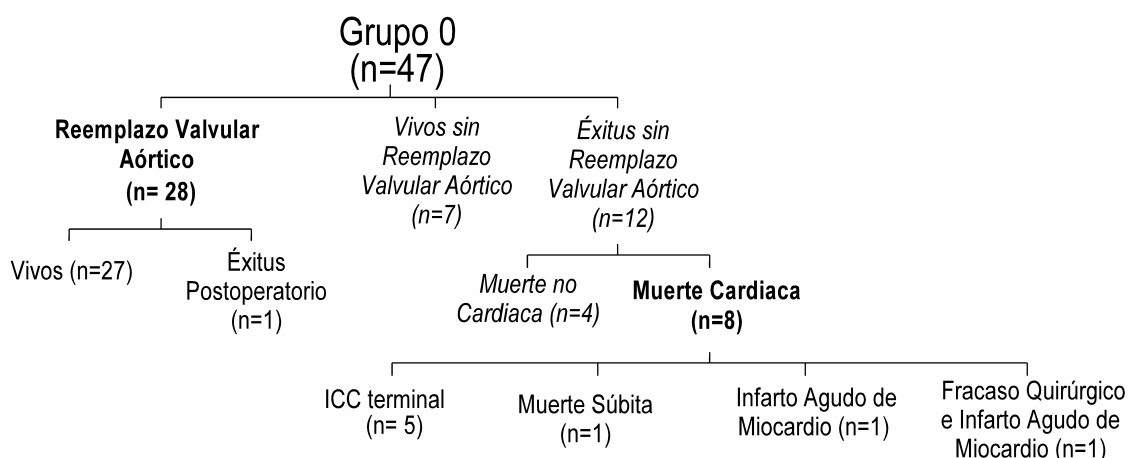 Grupo 0
(n=47)
Reemplazo Valvular
Aórtico
(n= 28)
Vivos sin
Reemplazo
Valvular Aórtico
(n=7)
Éxitus sin
Reemplazo
Valvular Aórtico
(n=12)
Vivos (n=27)
Éxitus
Postoperatorio
(n=1)
Muerte no
Cardiaca (n=4)
Muerte Cardiaca
(n=8)
ICC terminal
(n= 5)
Muerte Súbita
(n=1)
Infarto Agudo de
Miocardio (n=1)
Fracaso Quirúrgico
e Infarto Agudo de
Miocardio (n=1)